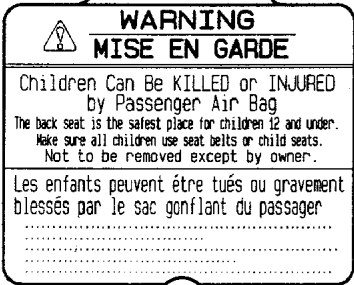 WARNING
MISE EN GARDE
Children Can Be KILLED or INJURED
by Passenger Air Bag
The back seat is the safest place for children 12 and under.
Make sure all children use seat belts or child seats.
Not to be removed except by owner.
Les enfants peuvent étre tués ou gravement
blessés par le sac gonflant du passager